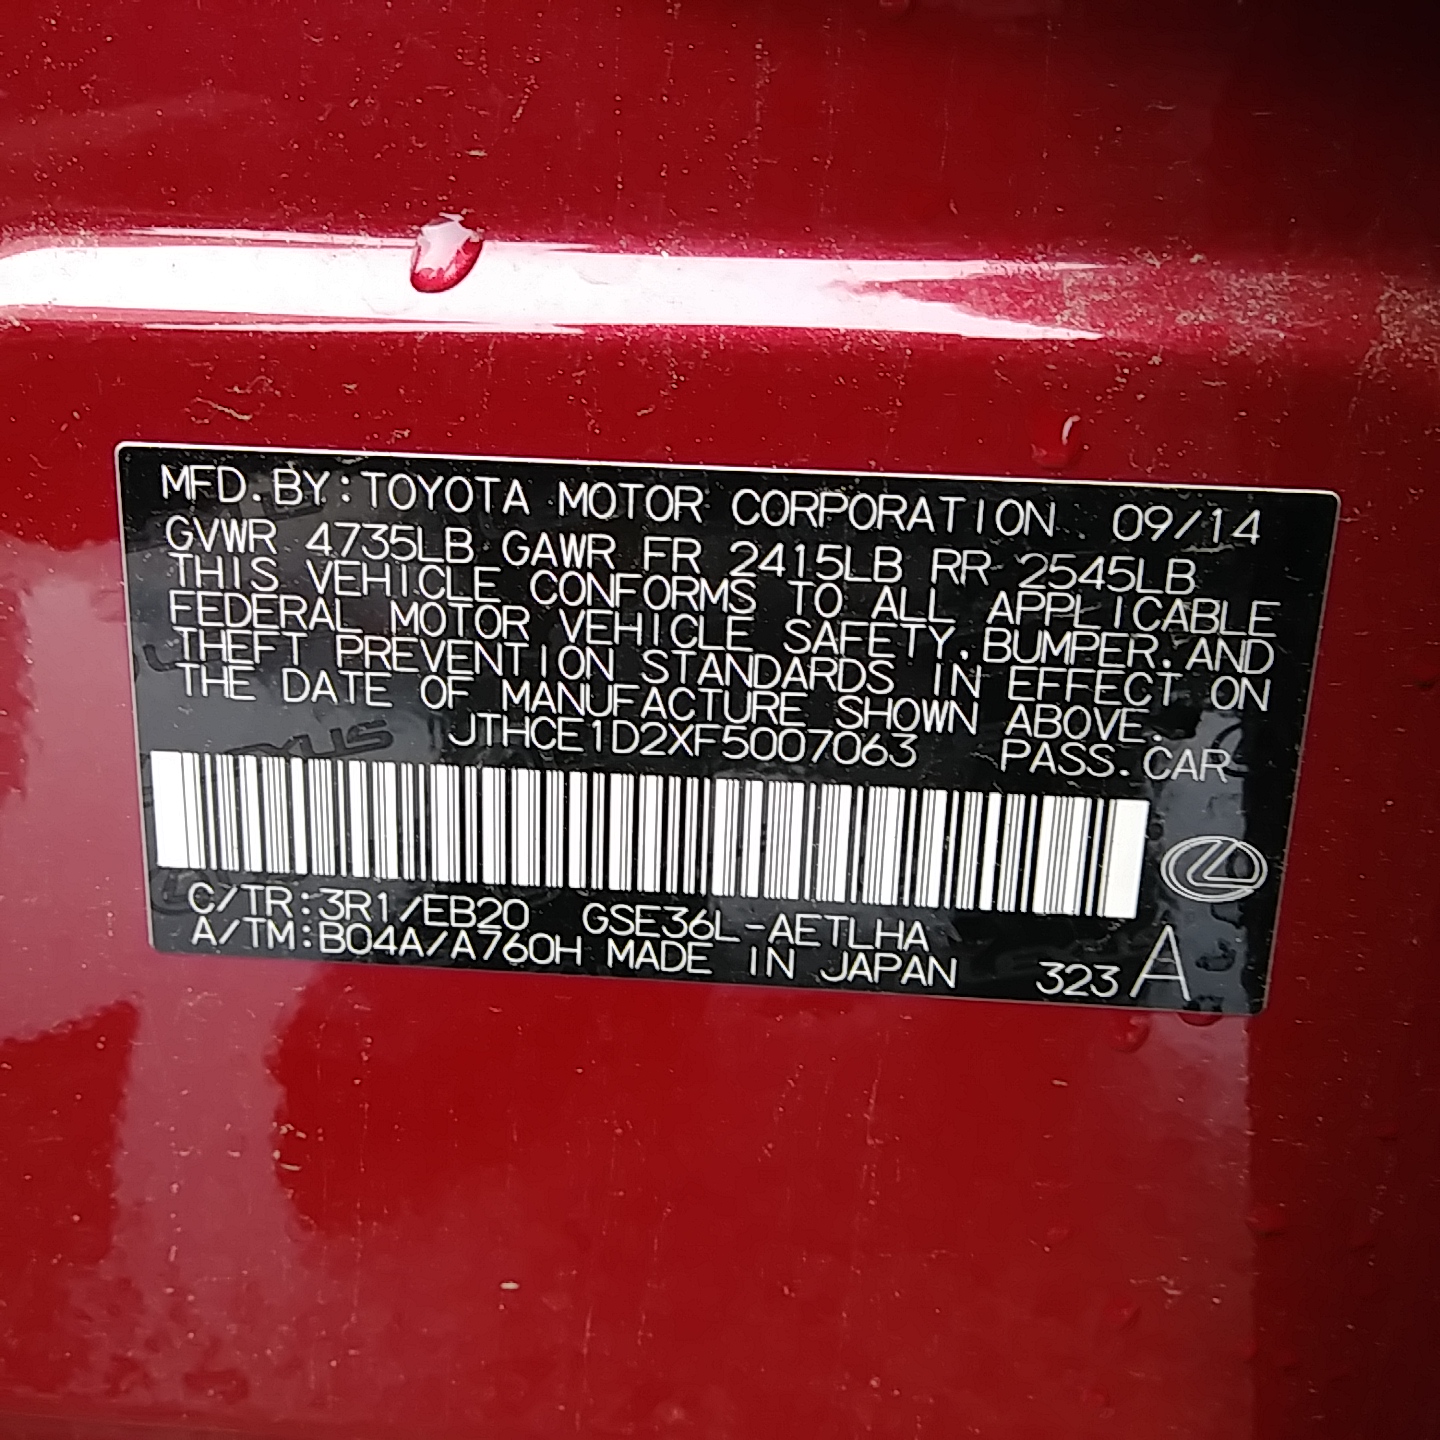 MFD.BY:TOYOTA MOTOR CORPORATION 09/14
GVWR 4735LB GAWR FR 2415LB RR 2545LB
THIS VEHICLE CONFORMS TO ALL APPLICABLE
FEDERAL MOTOR VEHICLE SAFETY,BUMPER,AND
THEFT PREVENTION STANDARDS IN EFFECT ON
THE DATE OF MANUFACTURE SHOWN ABOVE.
JTHCE1D2XF5007063 PASS.CAR
C/TR:3R1/EB20 GSE36L-AETLHA
A/TM:B04A/A760H MADE IN JAPAN 323 A